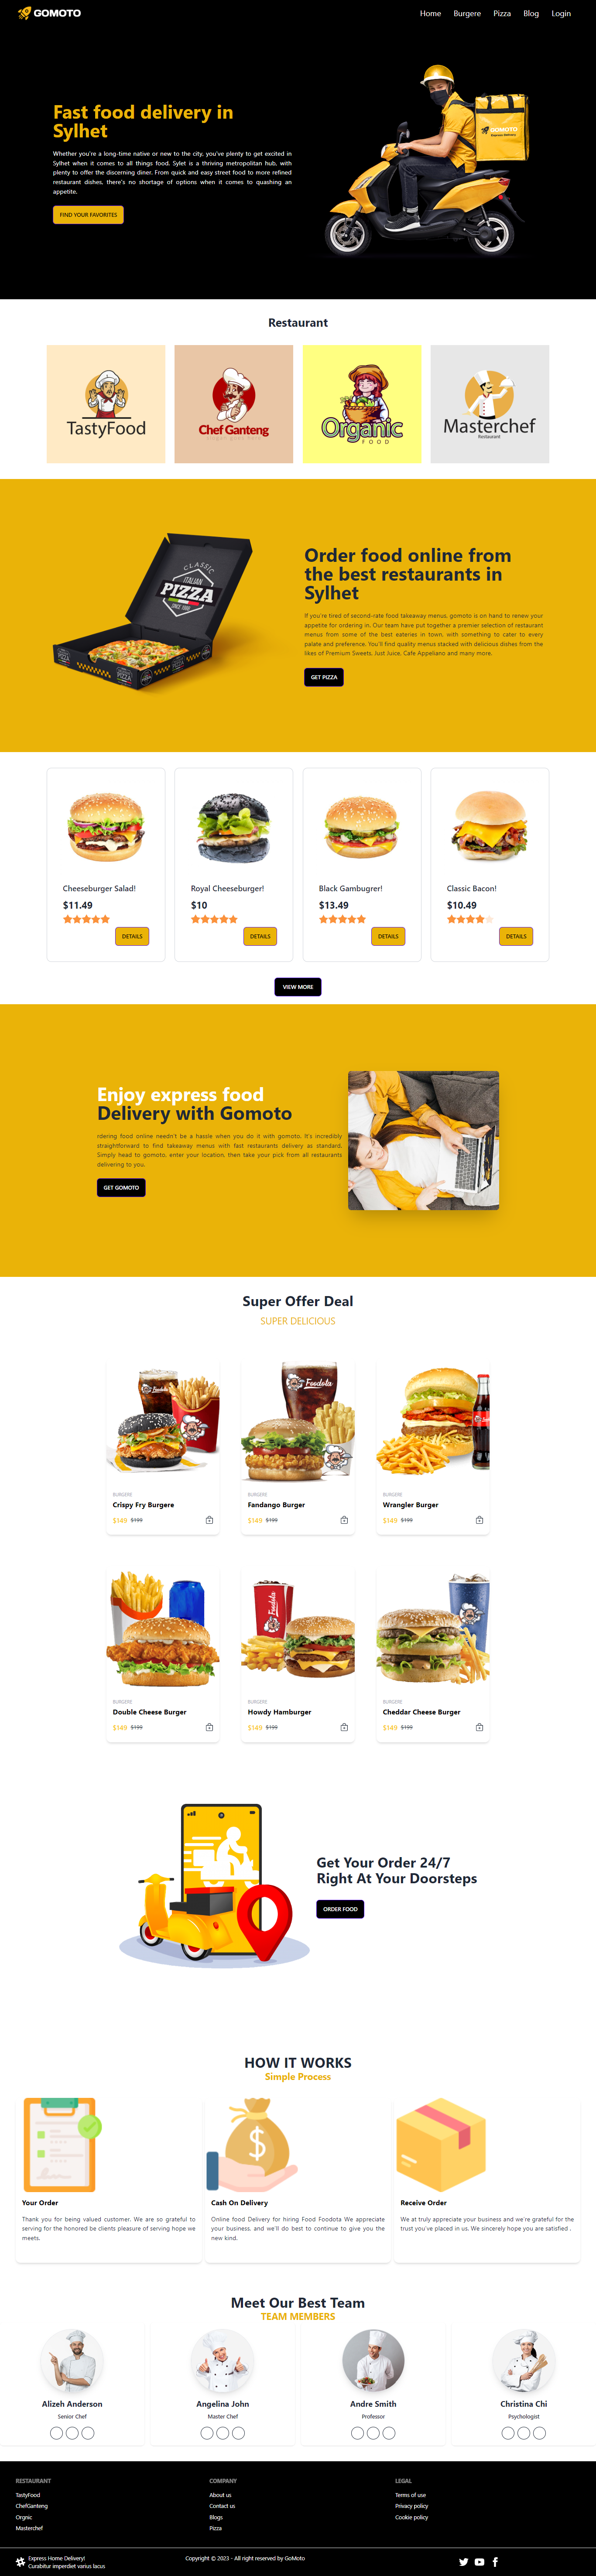 GOMOTO
Home Burgere Pizza Blog Login
Fast food delivery in
Sylhet
Whether you're a long-time native or new to the city, you've plenty to get excited in
Sylhet when it comes to all things food. Sylet is a thriving metropolitan hub, with
plenty to offer the discerning diner. From quick and easy street food to more refined
restaurant dishes, there's no shortage of options when it comes to quashing an
appetite.
FIND YOUR FAVORITES
GOMOTO
Express Delivery
Restaurant
TastyFood
Chef Ganteng
Organic
FOOD
Masterchef
Restaurant
CLASSIC
ITALIAN
PIZZA
SINCE 1989
Order food online from
the best restaurants in
Sylhet
If you're tired of second-rate food takeaway menus, gomoto is on hand to renew your
appetite for ordering in. Our team have put together a premier selection of restaurant
menus from some of the best eateries in town, with something to cater to every
palate and preference. You'll find quality menus stacked with delicious dishes from the
likes of Premium Sweets, Just Juice, Cafe Appeliano and many more.
GET PIZZA
Cheeseburger Salad!
$11.49
DETAILS
Royal Cheeseburger!
$10
DETAILS
Black Gambugrer!
$13.49
DETAILS
Classic Bacon!
$10.49
DETAILS
VIEW MORE
Enjoy express food
Delivery with Gomoto
rdering food online needn't be a hassle when you do it with gomoto. It's incredibly
straightforward to find takeaway menus with fast restaurants delivery as standard.
Simply head to gomoto, enter your location, then take your pick from all restaurants
delivering to you.
GET GOMOTO
Super Offer Deal
SUPER DELICIOUS
BURGERE
Crispy Fry Burgere
$149 $199
Foodota
BURGERE
Fandango Burger
$149 $199
BURGERE
Wrangler Burger
$149 $199
BURGERE
Double Cheese Burger
$149 $199
Foodota
BURGERE
Howdy Hamburger
$149 $199
BURGERE
Cheddar Cheese Burger
$149 $199
Get Your Order 24/7
Right At Your Doorsteps
ORDER FOOD
HOW IT WORKS
Simple Process
Your Order
Thank you for being valued customer. We are so grateful to
serving for the honored be clients pleasure of serving hope we
meets.
$
Cash On Delivery
Online food Delivery for hiring Food Foodota We appreciate
your business, and we'll do best to continue to give you the
new kind.
Receive Order
We at truly appreciate your business and we're grateful for the
trust you've placed in us. We sincerely hope you are satisfied .
Meet Our Best Team
TEAM MEMBERS
Alizeh Anderson
Senior Chef
Angelina John
Master Chef
Andre Smith
Professor
Christina Chi
Psychologist
RESTAURANT
TastyFood
ChefGanteng
Orgnic
Masterchef
COMPANY
About us
Contact us
Blogs
Pizza
LEGAL
Terms of use
Privacy policy
Cookie policy
Express Home Delivery!
Curabitur imperdiet varius lacus
Copyright © 2023 - All right reserved by GoMoto